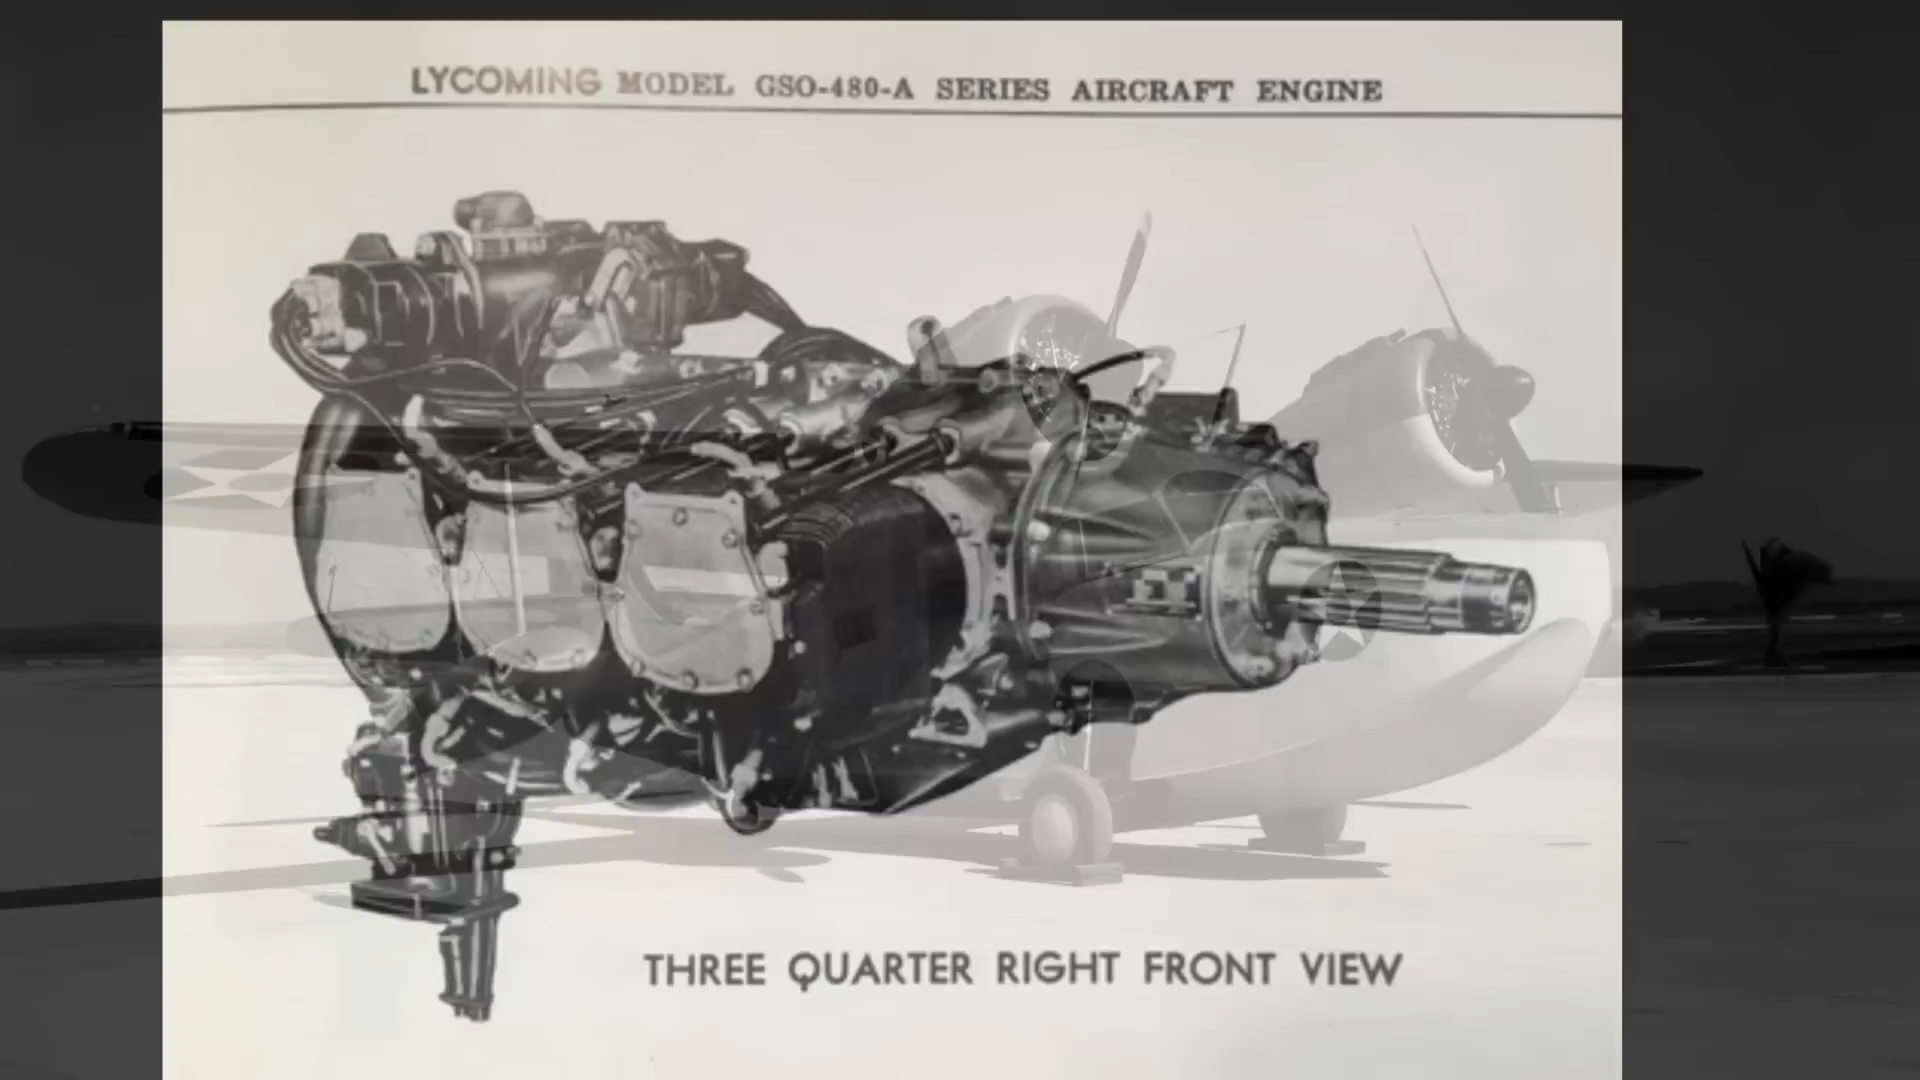 LYCOMING MODEL GSO-480-A SERIES AIRCRAFT ENGINE
THREE QUARTER RIGHT FRONT VIEW